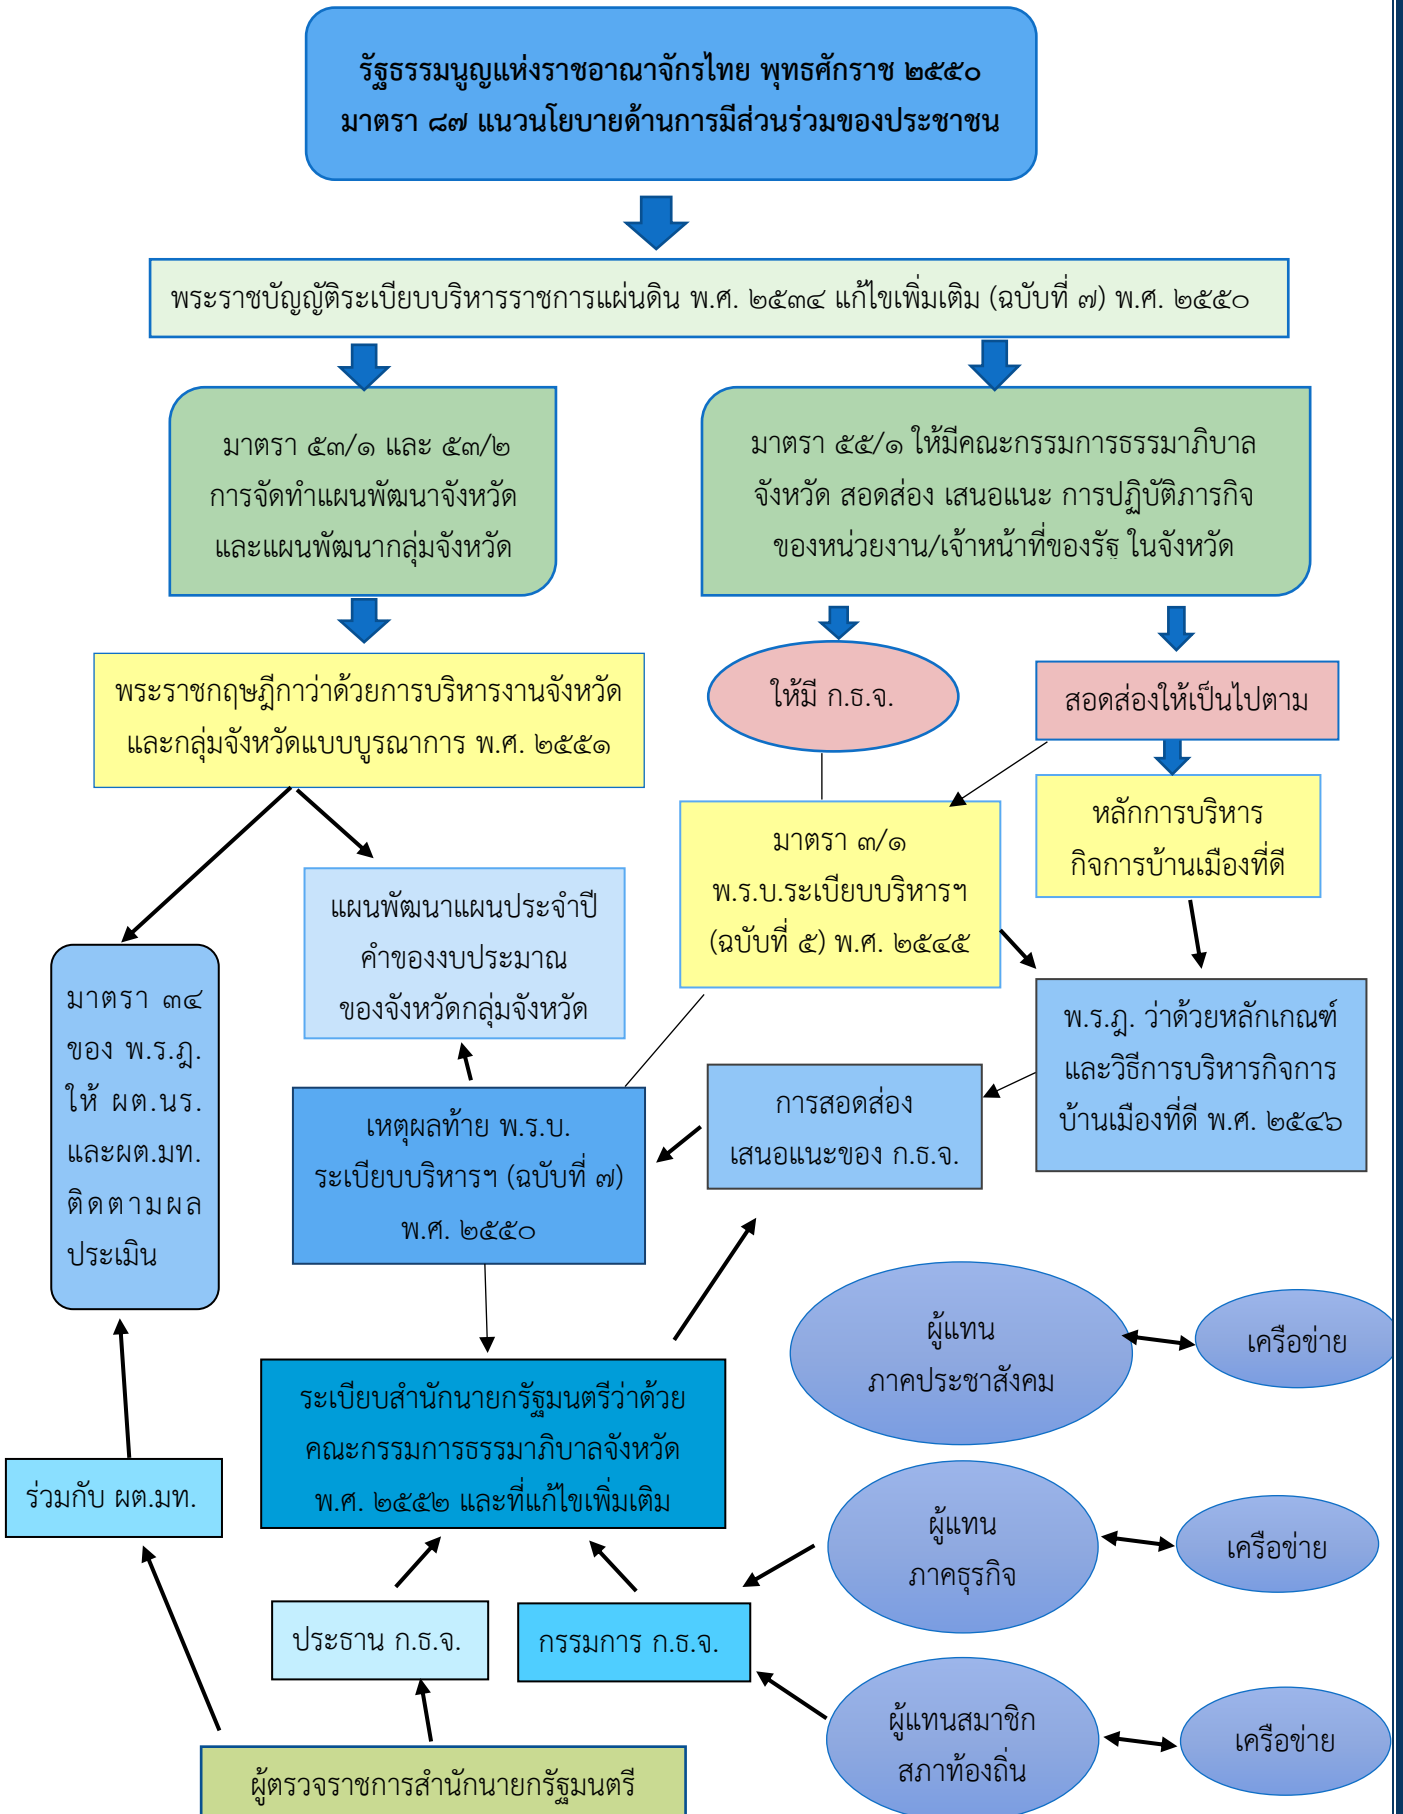 รัฐธรรมนูญแห่งราชอาณาจักรไทย พุทธศักราช ๒๕๕๐
มาตรา ๘๗ แนวนโยบายด้านการมีส่วนร่วมของประชาชน
พระราชบัญญัติระเบียบบริหารราชการแผ่นดิน พ.ศ. ๒๕๓๔ แก้ไขเพิ่มเติม (ฉบับที่ ๗) พ.ศ. ๒๕๕๐
มาตรา ๕๓/๑ และ ๕๓/๒
การจัดทำแผนพัฒนาจังหวัด
และแผนพัฒนากลุ่มจังหวัด
มาตรา ๕๕/๑ ให้มีคณะกรรมการธรรมาภิบาล
จังหวัด สอดส่อง เสนอแนะ การปฏิบัติภารกิจ
ของหน่วยงาน/เจ้าหน้าที่ของรัฐ ในจังหวัด
พระราชกฤษฎีกาว่าด้วยการบริหารงานจังหวัด
และกลุ่มจังหวัดแบบบูรณาการ พ.ศ. ๒๕๕๑
ให้มี ก.ธ.จ.
สอดส่องให้เป็นไปตาม
หลักการบริหาร
กิจการบ้านเมืองที่ดี
มาตรา ๓/๑
พ.ร.บ.ระเบียบบริหารฯ
(ฉบับที่ ๕) พ.ศ. ๒๕๔๕
แผนพัฒนาแผนประจำปี
คำของบประมาณ
ของจังหวัดกลุ่มจังหวัด
มาตรา ๓๔
ของ พ.ร.ฎ.
ให้ ผต.นร.
และผต.มท.
ติดตามผล
ประเมิน
พ.ร.ฎ. ว่าด้วยหลักเกณฑ์
และวิธีการบริหารกิจการ
บ้านเมืองที่ดี พ.ศ. ๒๕๔๖
การสอดส่อง
เสนอแนะของ ก.ธ.จ.
เหตุผลท้าย พ.ร.บ.
ระเบียบบริหารฯ (ฉบับที่ ๗)
พ.ศ. ๒๕๕๐
ผู้แทน
ภาคประชาสังคม
เครือข่าย
ระเบียบสำนักนายกรัฐมนตรีว่าด้วย
คณะกรรมการธรรมาภิบาลจังหวัด
พ.ศ. ๒๕๕๒ และที่แก้ไขเพิ่มเติม
ร่วมกับ ผต.มท.
ผู้แทน
ภาคธุรกิจ
เครือข่าย
ประธาน ก.ธ.จ.
กรรมการ ก.ธ.จ.
ผู้แทนสมาชิก
สภาท้องถิ่น
เครือข่าย
ผู้ตรวจราชการสำนักนายกรัฐมนตรี